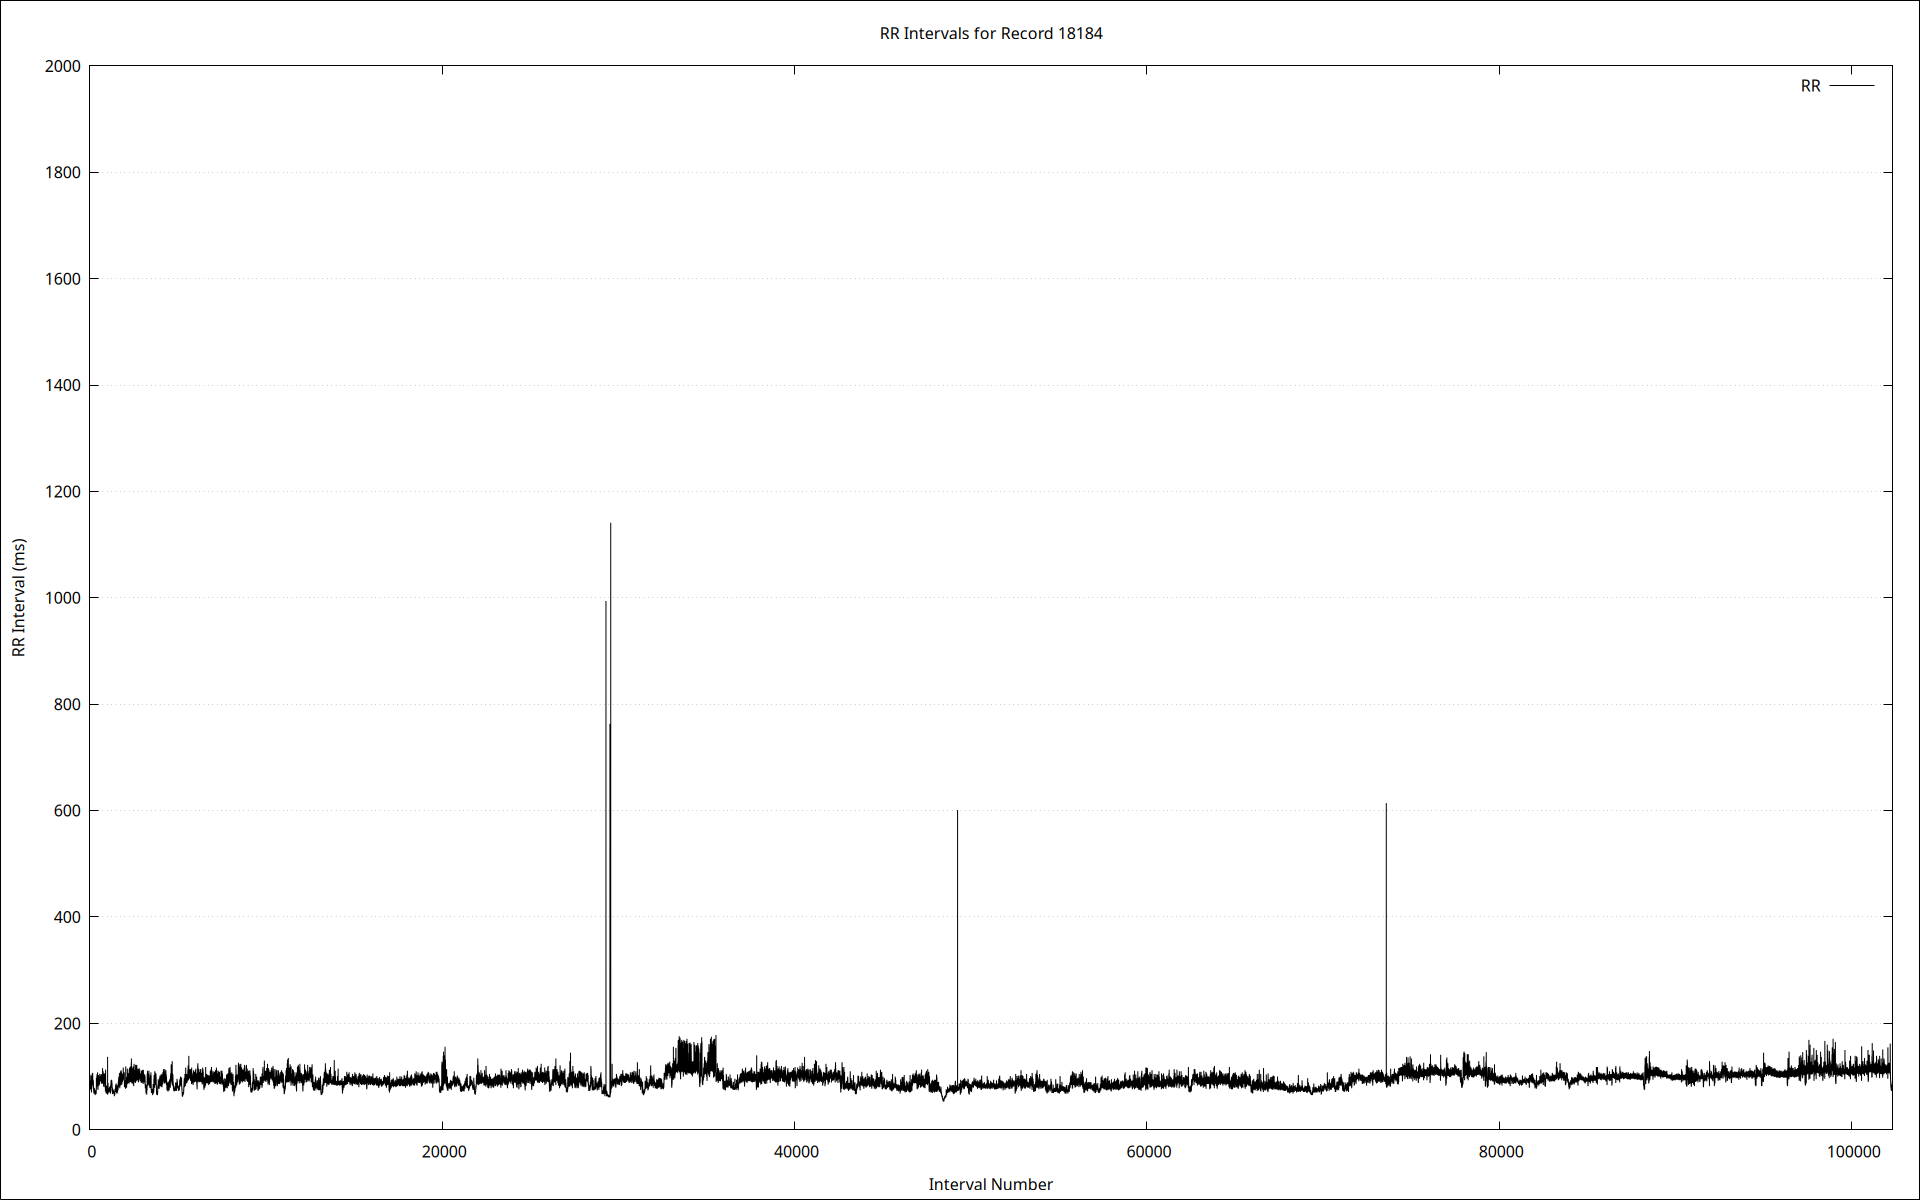 RR Intervals for Record 18184
RR
2000
1800
1600
1400
1200
1000
800
600
400
200
0
RR Interval (ms)
0 20000 40000 60000 80000 100000
Interval Number